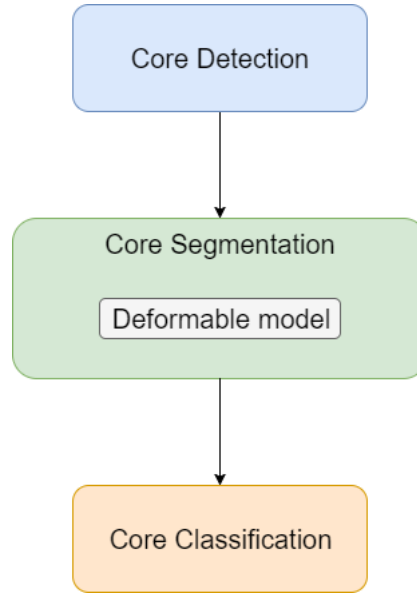 Core Detection
Core Segmentation
Deformable model
Core Classification